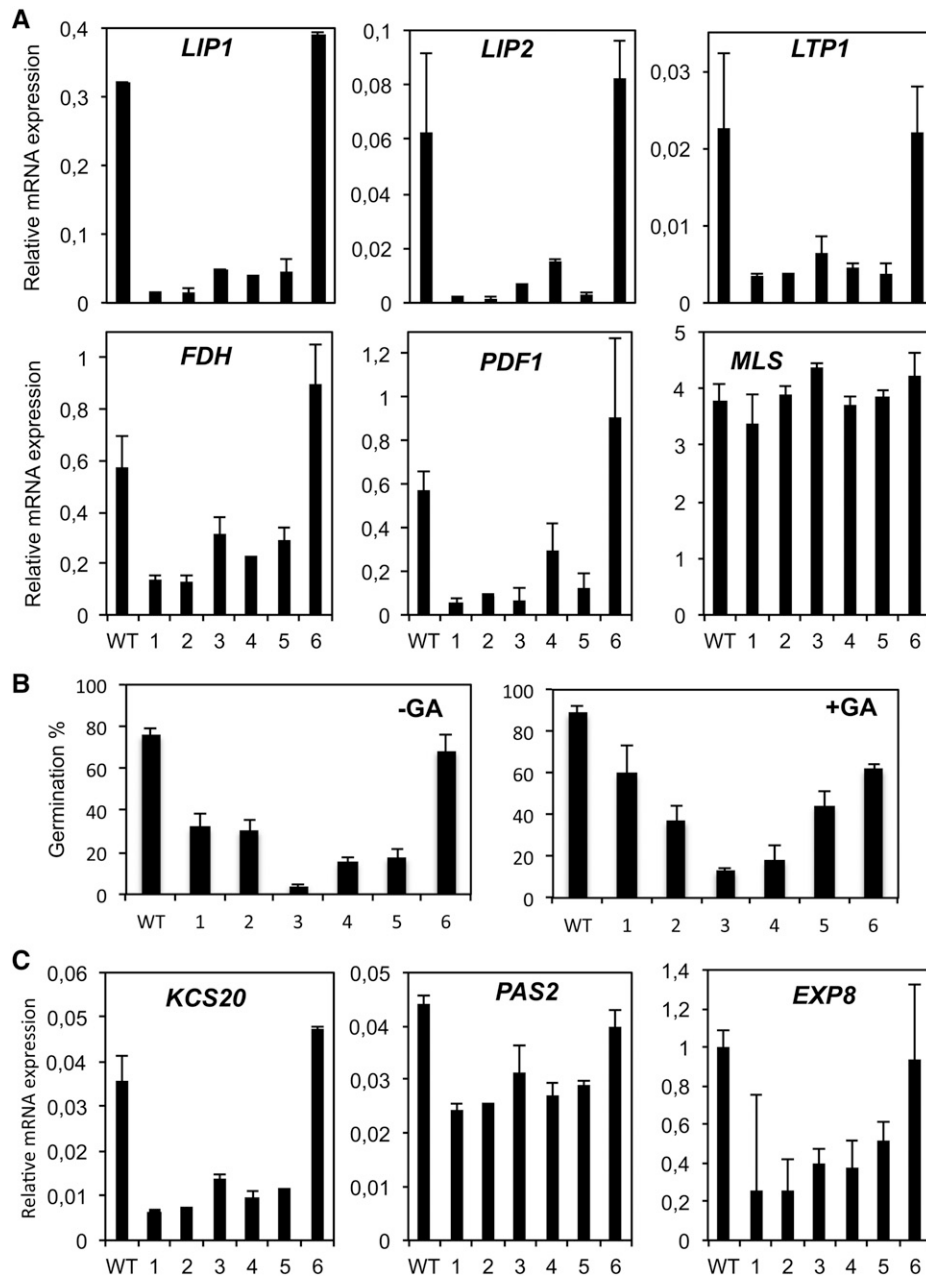 A
LIP1
LIP2
LTP1
Relative mRNA expression
0,4
0,3
0,2
0,1
0
0,1
0,08
0,06
0,04
0,02
0
0,03
0,02
0,01
0
FDH
PDF1
MLS
Relative mRNA expression
1
0,8
0,6
0,4
0,2
0
1,2
1
0,8
0,6
0,4
0,2
0
5
4
3
2
1
0
WT 1 2 3 4 5 6
WT 1 2 3 4 5 6
WT 1 2 3 4 5 6
B
-GA
+GA
Germination %
100
80
60
40
20
0
100
80
60
40
20
0
WT 1 2 3 4 5 6
WT 1 2 3 4 5 6
C
KCS20
PAS2
EXP8
Relative mRNA expression
0,06
0,05
0,04
0,03
0,02
0,01
0
0,05
0,04
0,03
0,02
0,01
0
1,4
1,2
1
0,8
0,6
0,4
0,2
0
WT 1 2 3 4 5 6
WT 1 2 3 4 5 6
WT 1 2 3 4 5 6